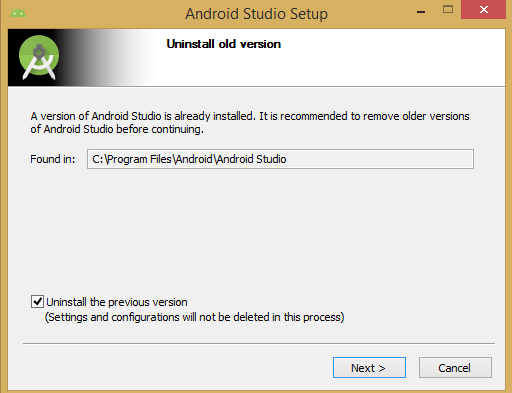 Android Studio Setup
Uninstall old version
A version of Android Studio is already installed. It is recommended to remove older versions
of Android Studio before continuing.
Found in: C:\Program Files\Android\Android Studio
Uninstall the previous version
(Settings and configurations will not be deleted in this process)
Next > Cancel